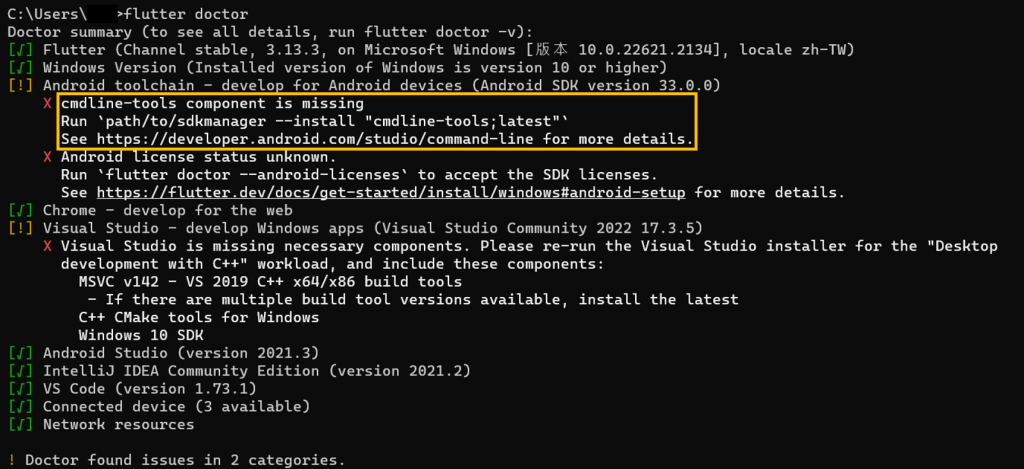 C:\Users\ >flutter doctor
Doctor summary (to see all details, run flutter doctor -v):
[√] Flutter (Channel stable, 3.13.3, on Microsoft Windows [版本 10.0.22621.2134], locale zh-TW)
[√] Windows Version (Installed version of Windows is version 10 or higher)
[!] Android toolchain - develop for Android devices (Android SDK version 33.0.0)
X cmdline-tools component is missing
Run `path/to/sdkmanager --install "cmdline-tools;latest"`
See https://developer.android.com/studio/command-line for more details.
X Android license status unknown.
Run `flutter doctor --android-licenses` to accept the SDK licenses.
See https://flutter.dev/docs/get-started/install/windows#android-setup for more details.
[√] Chrome - develop for the web
[!] Visual Studio - develop Windows apps (Visual Studio Community 2022 17.3.5)
X Visual Studio is missing necessary components. Please re-run the Visual Studio installer for the "Desktop
development with C++" workload, and include these components:
MSVC v142 - VS 2019 C++ x64/x86 build tools
- If there are multiple build tool versions available, install the latest
C++ CMake tools for Windows
Windows 10 SDK
[√] Android Studio (version 2021.3)
[√] IntelliJ IDEA Community Edition (version 2021.2)
[√] VS Code (version 1.73.1)
[√] Connected device (3 available)
[√] Network resources
! Doctor found issues in 2 categories.